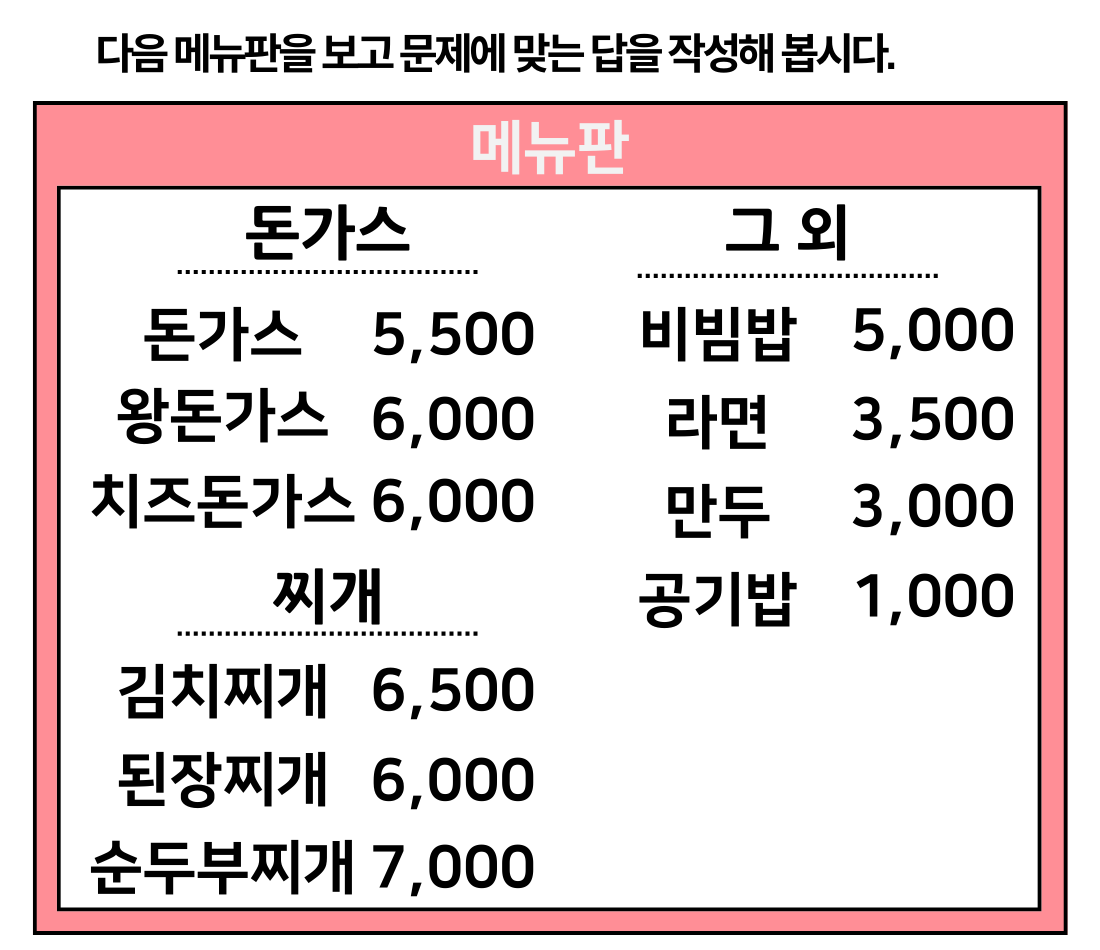 다음 메뉴판을 보고 문제에 맞는 답을 작성해 봅시다.
메뉴판
돈가스
돈가스 5,500
왕돈가스 6,000
치즈돈가스 6,000
찌개
김치찌개 6,500
된장찌개 6,000
순두부찌개 7,000
그 외
비빔밥 5,000
라면 3,500
만두 3,000
공기밥 1,000